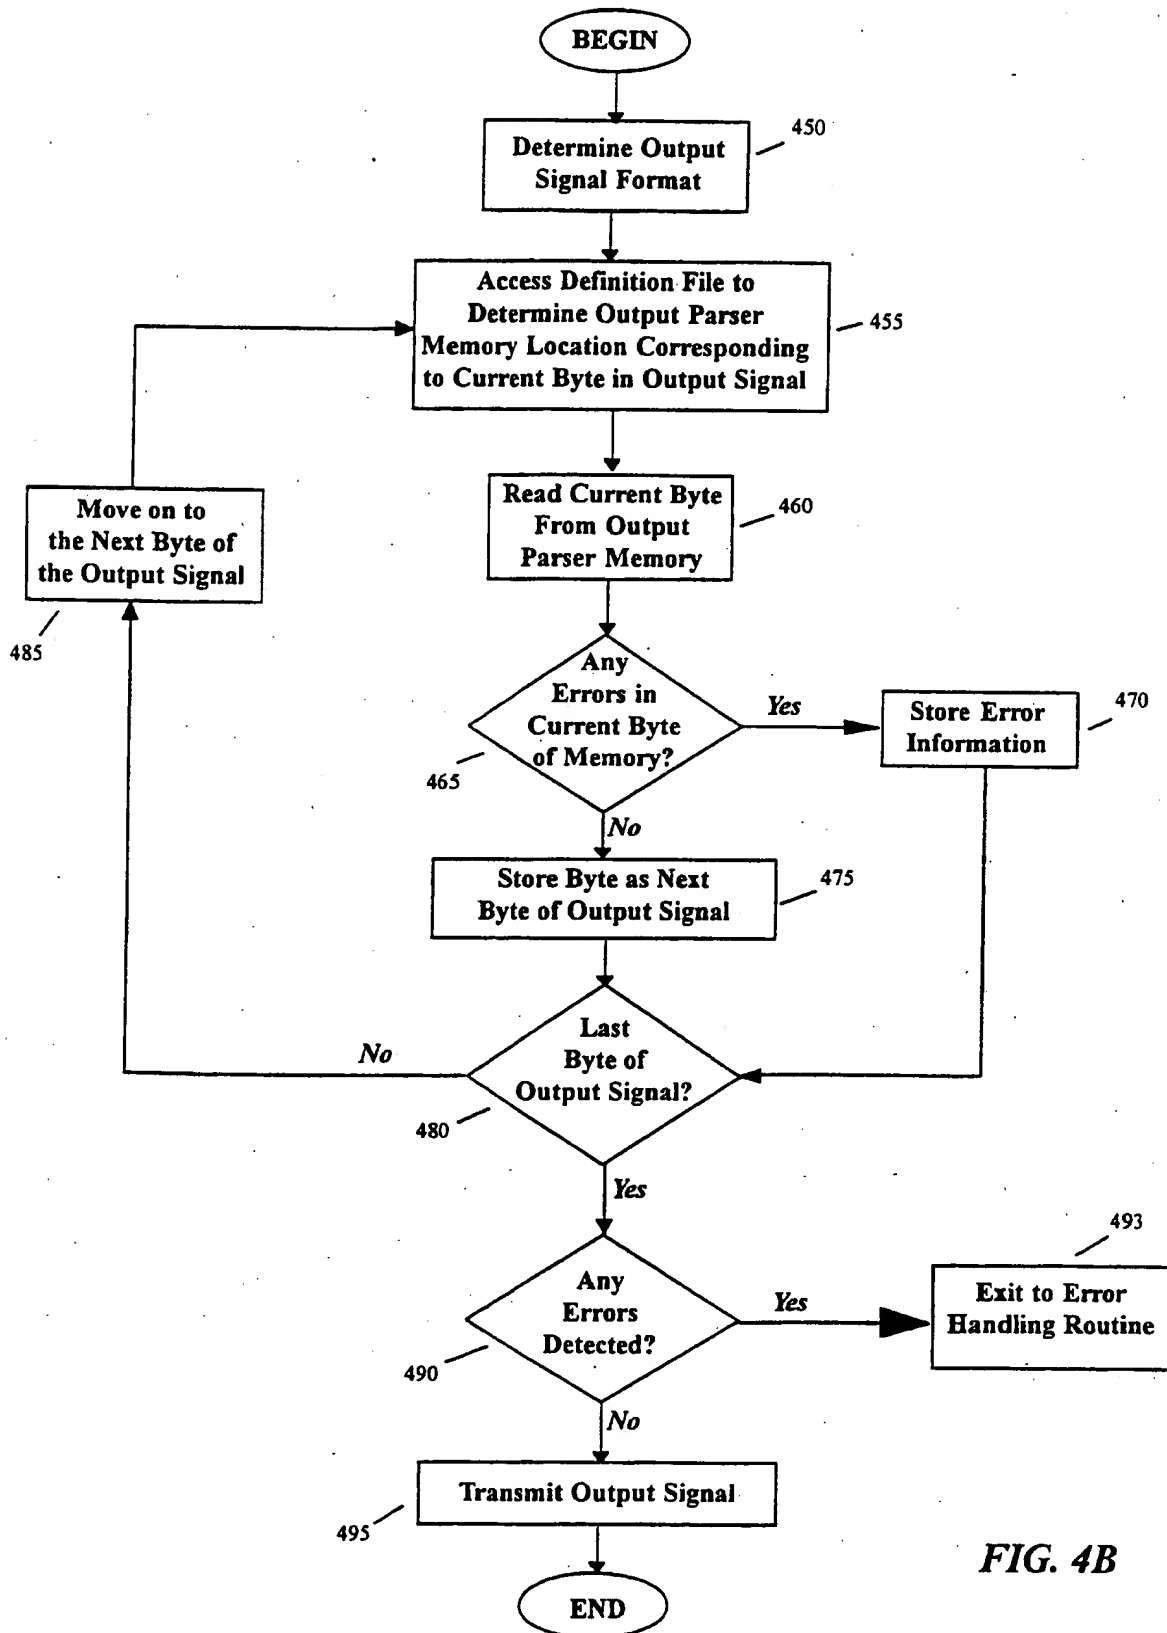 BEGIN
450
Determine Output
Signal Format
Access Definition File to
Determine Output Parser
Memory Location Corresponding
to Current Byte in Output Signal
455
Move on to
the Next Byte of
the Output Signal
485
Read Current Byte
From Output
Parser Memory
460
Any
Errors in
Current Byte
of Memory?
465
Yes
Store Error
Information
470
No
Store Byte as Next
Byte of Output Signal
475
Last
Byte of
Output Signal?
480
No
Yes
Any
Errors
Detected?
490
Yes
493
Exit to Error
Handling Routine
No
Transmit Output Signal
495
END
FIG. 4B